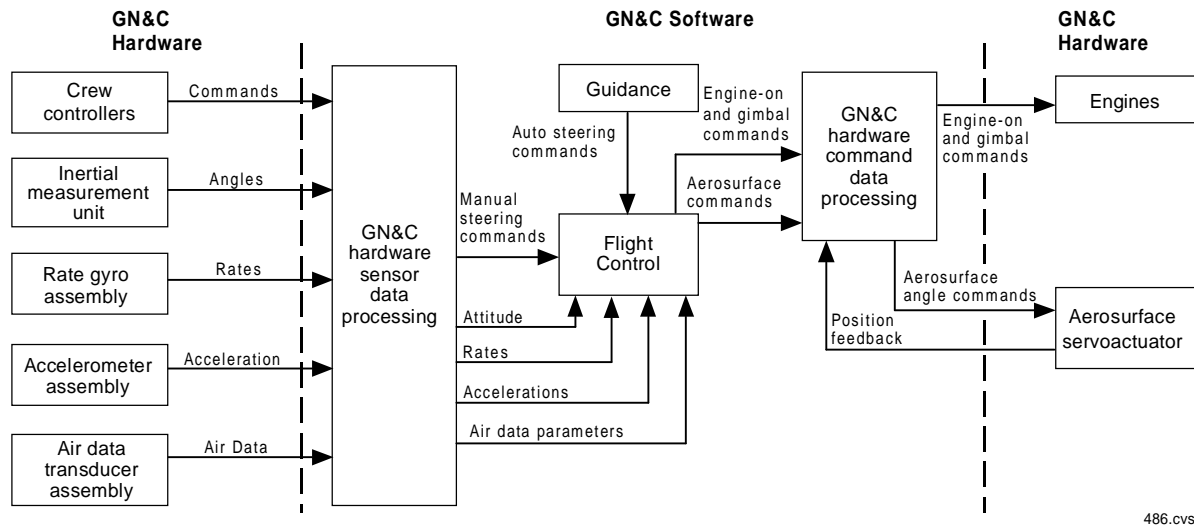 GN&C
Hardware
GN&C Software
GN&C
Hardware
Crew
controllers
Commands
Inertial
measurement
unit
Angles
Rate gyro
assembly
Rates
Accelerometer
assembly
Acceleration
Air data
transducer
assembly
Air Data
GN&C
hardware
sensor
data
processing
Guidance
Auto steering
commands
Manual
steering
commands
Flight
Control
Attitude
Rates
Accelerations
Air data parameters
Engine-on
and gimbal
commands
Aerosurface
commands
GN&C
hardware
command
data
processing
Engine-on
and gimbal
commands
Engines
Aerosurface
angle commands
Position
feedback
Aerosurface
servoactuator
486.cvs